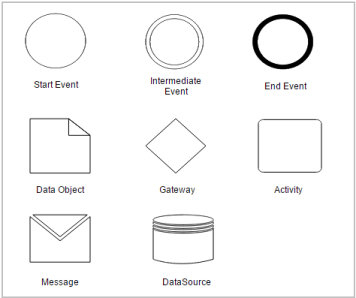 Start Event
Intermediate
Event
End Event
Data Object
Gateway
Activity
Message
DataSource